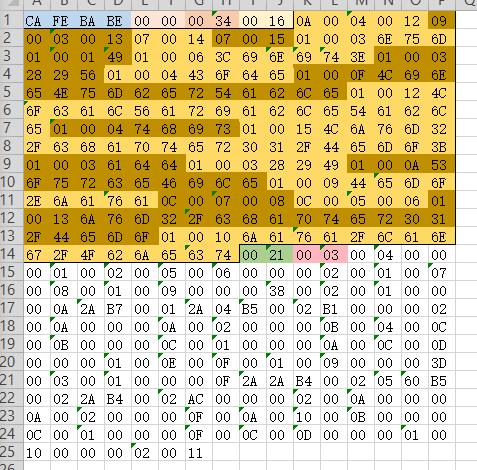 A B C D E F G H I J K L M N O P
1 CA FE BA BE 00 00 00 34 00 16 0A 00 04 00 12 09
2 00 03 00 13 07 00 14 07 00 15 01 00 03 6E 75 6D
3 01 00 01 49 01 00 06 3C 69 6E 69 74 3E 01 00 03
4 28 29 56 01 00 04 43 6F 64 65 01 00 0F 4C 69 6E
5 65 4E 75 6D 62 65 72 54 61 62 6C 65 01 00 12 4C
6 6F 63 61 6C 56 61 72 69 61 62 6C 65 54 61 62 6C
7 65 01 00 04 74 68 69 73 01 00 15 4C 6A 76 6D 32
8 2F 63 68 61 70 74 65 72 30 31 2F 44 65 6D 6F 3B
9 01 00 03 61 64 64 01 00 03 28 29 49 01 00 0A 53
10 6F 75 72 63 65 46 69 6C 65 01 00 09 44 65 6D 6F
11 2E 6A 61 76 61 0C 00 07 00 08 0C 00 05 00 06 01
12 00 13 6A 76 6D 32 2F 63 68 61 70 74 65 72 30 31
13 2F 44 65 6D 6F 01 00 10 6A 61 76 61 2F 6C 61 6E
14 67 2F 4F 62 6A 65 63 74 00 21 00 03 00 04 00 00
15 00 01 00 02 00 05 00 06 00 00 00 02 00 01 00 07
16 00 08 00 01 00 09 00 00 00 38 00 02 00 01 00 00
17 00 0A 2A B7 00 01 2A 04 B5 00 02 B1 00 00 00 02
18 00 0A 00 00 00 0A 00 02 00 00 00 0B 00 04 00 0C
19 00 0B 00 00 00 0C 00 01 00 00 00 0A 00 0C 00 0D
20 00 00 00 01 00 0E 00 0F 00 01 00 09 00 00 00 3D
21 00 03 00 01 00 00 00 0F 2A 2A B4 00 02 05 60 B5
22 00 02 2A B4 00 02 AC 00 00 00 02 00 0A 00 00 00
23 0A 00 02 00 00 00 0F 00 0A 00 10 00 0B 00 00 00
24 0C 00 01 00 00 00 0F 00 0C 00 0D 00 00 00 01 00
25 10 00 00 00 02 00 11